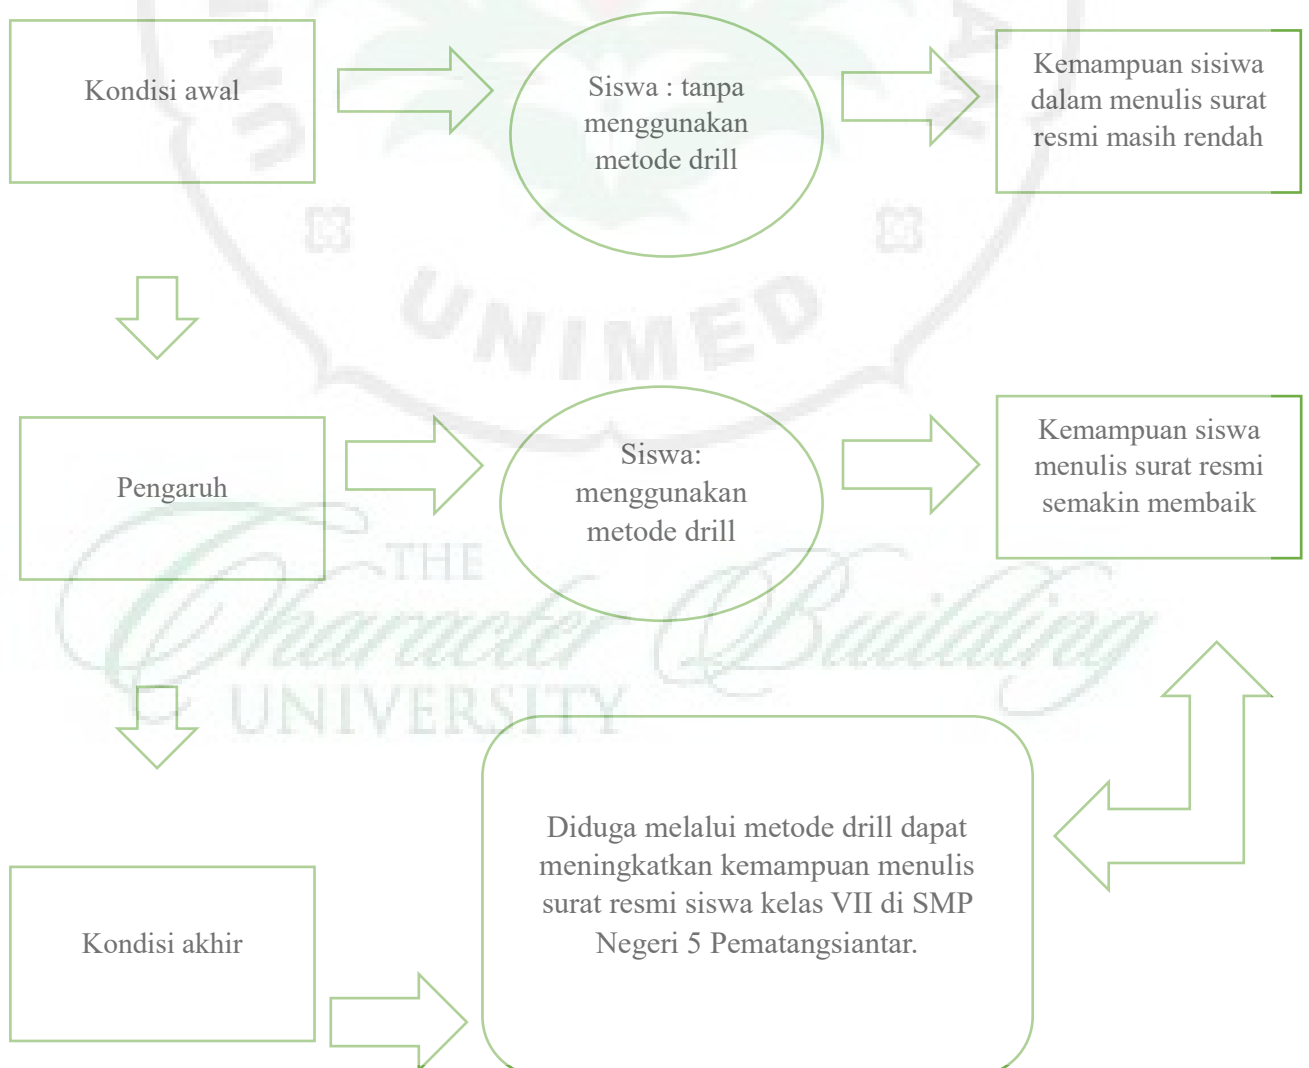 Kondisi awal
Siswa : tanpa
menggunakan
metode drill
Kemampuan sisiwa
dalam menulis surat
resmi masih rendah
UNIMED
Pengaruh
Siswa:
menggunakan
metode drill
Kemampuan siswa
menulis surat resmi
semakin membaik
THE
Character Building
UNIVERSITY
Kondisi akhir
Diduga melalui metode drill dapat
meningkatkan kemampuan menulis
surat resmi siswa kelas VII di SMP
Negeri 5 Pematangsiantar.